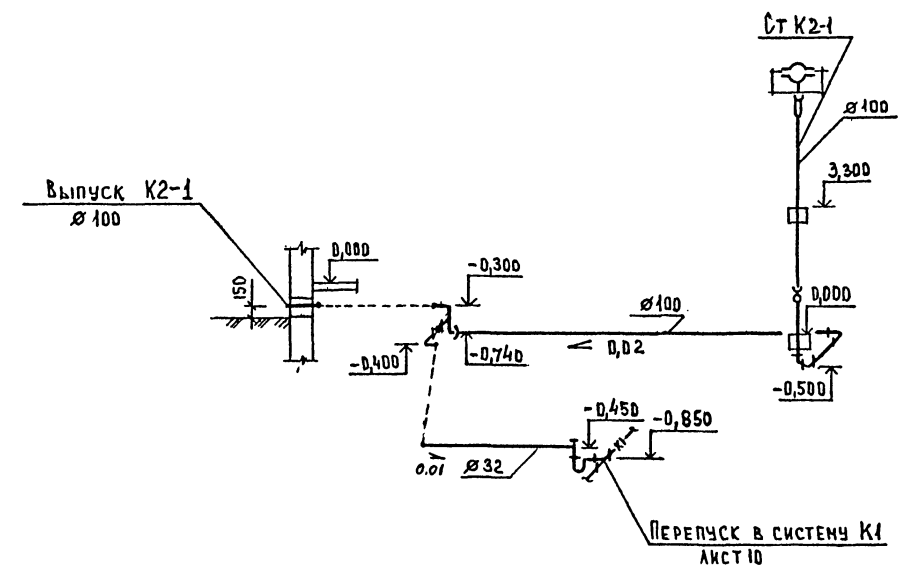 Ст К2-1
Ø100
3,300
Выпуск К2-1
Ø100
0,000
150
-0,300
Ø100
0,000
-0,400
-0,740
0,02
-0,500
-0,450
-0,850
К1
0.01
Ø32
Перепуск в систему К1
лист 10